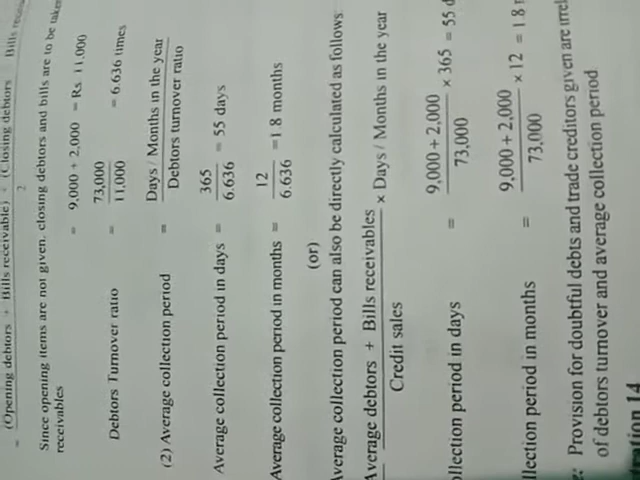 = (Opening debtors + Bills receivable) + (Closing debtors Bills
2
Since opening items are not given, closing debtors and bills are to be
receivables
= 9,000 + 2,000 = Rs 11,000
Debtors Turnover ratio = 73,000 / 11,000 = 6.636 times
(2) Average collection period = Days / Months in the year / Debtors turnover ratio
Average collection period in days = 365 / 6.636 = 55 days
Average collection period in months = 12 / 6.636 = 1 8 months
(or)
Average collection period can also be directly calculated as follows:
Average debtors + Bills receivables / Credit sales × Days / Months in the year
ollection period in days = 9,000+2,000 / 73,000 × 365 = 55 d
llection period in months = 9,000+2,000 / 73,000 × 12 = 1 8
: Provision for doubtful debts and trade creditors given are
of debtors turnover and average collection period
tration 14